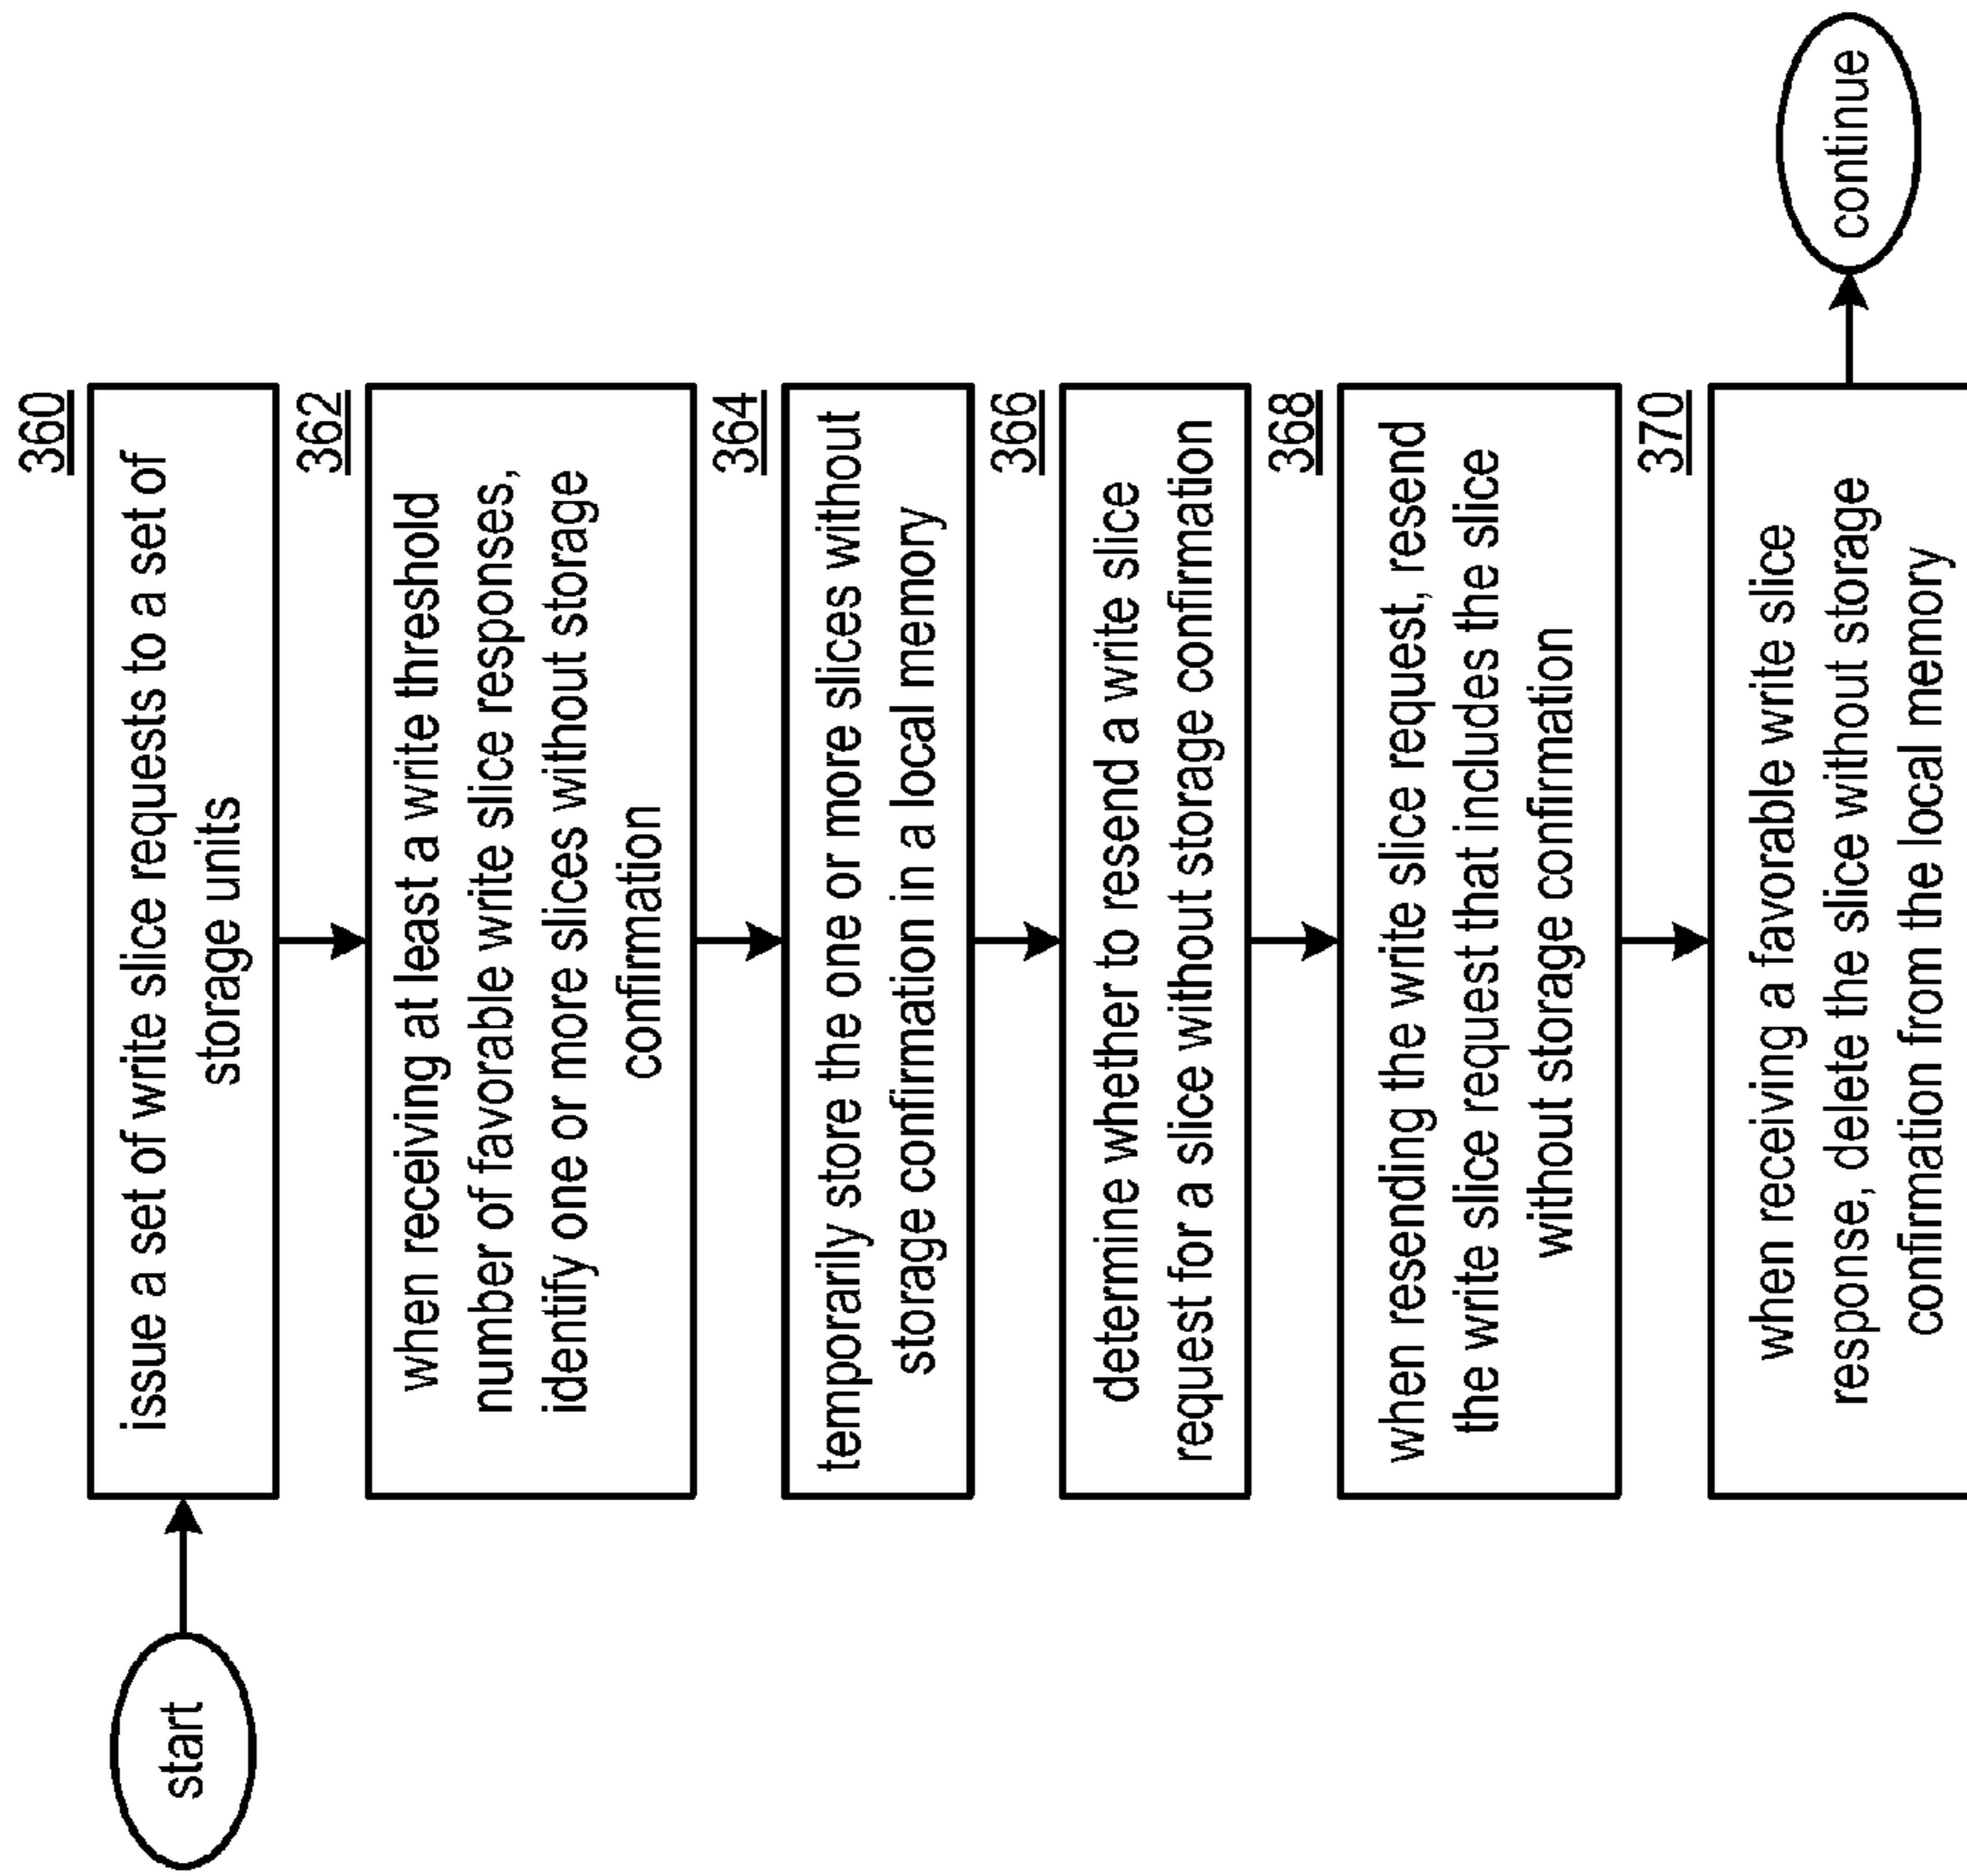 start
360
issue a set of write slice requests to a set of
storage units
362
when receiving at least a write threshold
number of favorable write slice responses,
identify one or more slices without storage
confirmation
364
temporarily store the one or more slices without
storage confirmation in a local memory
366
determine whether to resend a write slice
request for a slice without storage confirmation
368
when resending the write slice request, resend
the write slice request that includes the slice
without storage confirmation
370
when receiving a favorable write slice
response, delete the slice without storage
confirmation from the local memory
continue